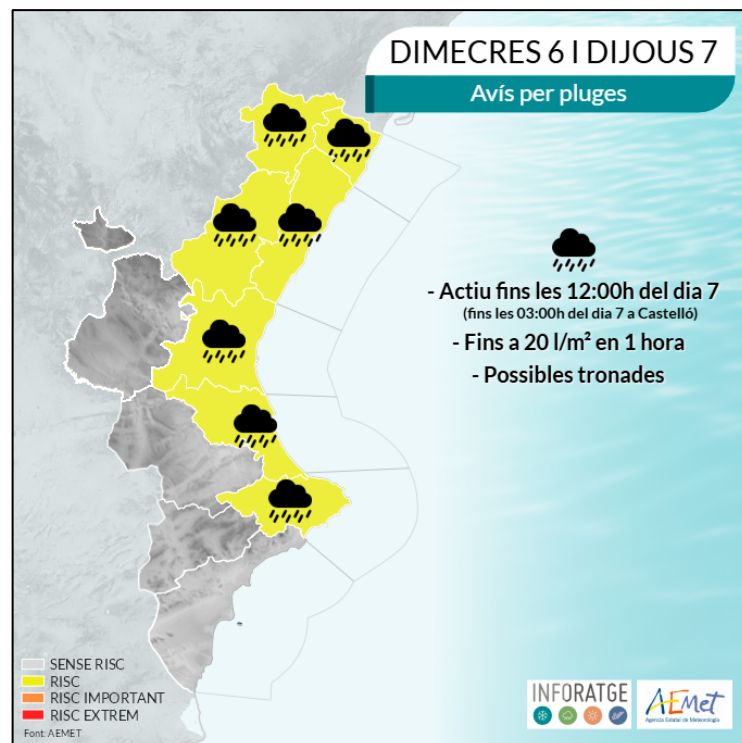 DIMECRES 6 I DIJOUS 7
Avís per pluges
- Actiu fins les 12:00h del dia 7
(fins les 03:00h del dia 7 a Castelló)
- Fins a 20 l/m² en 1 hora
- Possibles tronades
SENSE RISC
RISC
RISC IMPORTANT
RISC EXTREM
Font: AEMET
INFORATGE
AEmet
Agencia Estatal de Meteorología